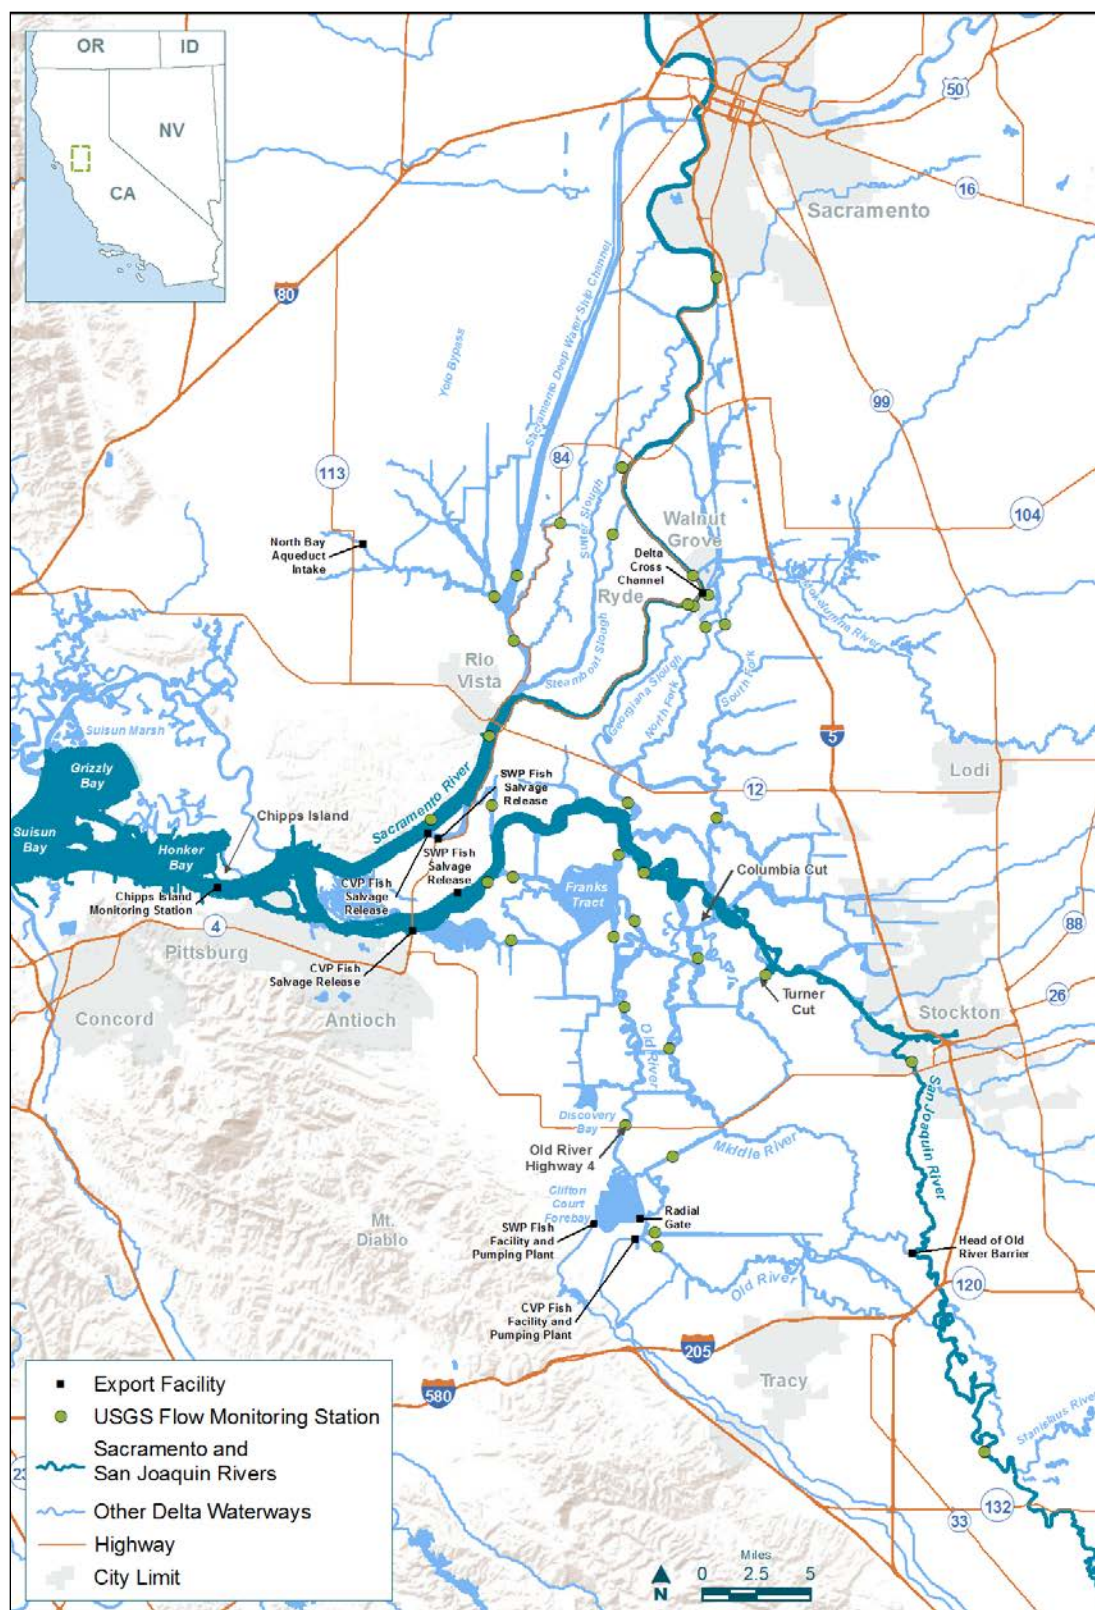 OR
ID
NV
CA
50
16
Sacramento
80
Sacramento Deep Water Ship Channel
Yolo Bypass
99
113
84
104
Sutter Slough
Walnut
Grove
North Bay
Aqueduct
Intake
Delta
Cross
Channel
Ryde
Mokelumne River
Steamboat Slough
Rio
Vista
Georgiana Slough
North Fork
South Fork
Suisun Marsh
5
Grizzly
Bay
Lodi
12
Sacramento River
SWP Fish
Salvage
Release
Chipps Island
Suisun
Bay
Honker
Bay
SWP Fish
Salvage
Release
CVP Fish
Salvage
Release
Columbia Cut
Franks
Tract
Chipps Island
Monitoring Station
4
Pittsburg
88
CVP Fish
Salvage Release
26
Turner
Cut
Stockton
Concord
Antioch
Old River
San Joaquin River
Discovery
Bay
Old River
Highway 4
Middle River
Clifton
Court
Forebay
Radial
Gate
SWP Fish
Facility and
Pumping Plant
Mt.
Diablo
Head of Old
River Barrier
Old River
120
CVP Fish
Facility and
Pumping Plant
205
Tracy
580
Stanislaus River
132
33
23
Export Facility
USGS Flow Monitoring Station
Sacramento and
San Joaquin Rivers
Other Delta Waterways
Highway
City Limit
Miles
0 2.5 5
N